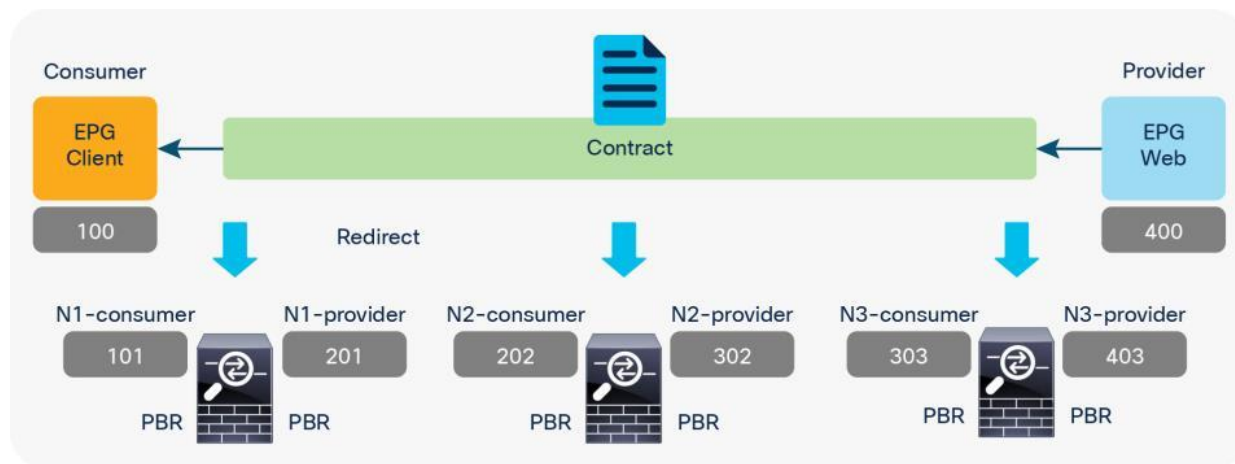 Consumer
Provider
EPG
Client
Contract
EPG
Web
100
Redirect
400
N1-consumer
N1-provider
N2-consumer
N2-provider
N3-consumer
N3-provider
101
201
202
302
303
403
PBR
PBR
PBR
PBR
PBR
PBR